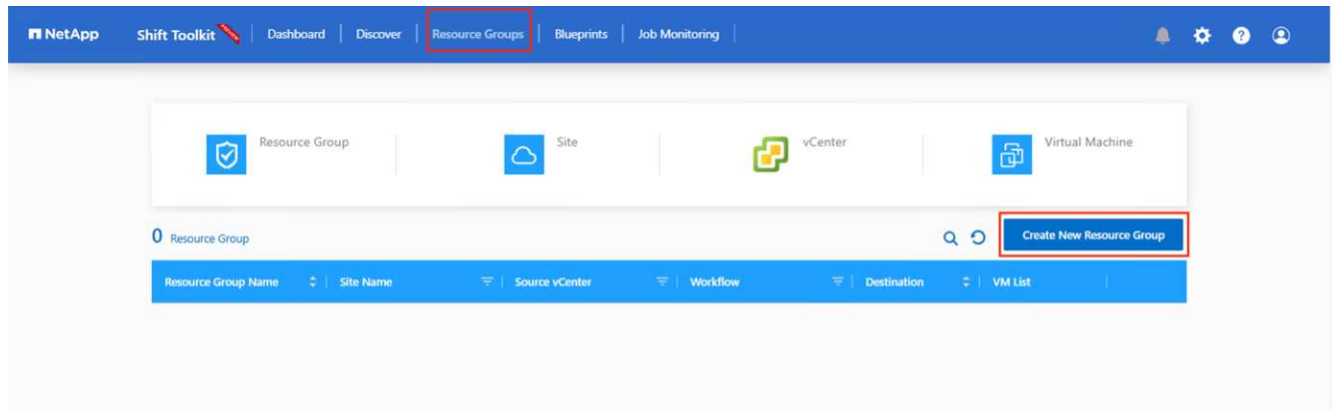 NetApp Shift Toolkit Dashboard Discover Resource Groups Blueprints Job Monitoring
Resource Group Site vCenter Virtual Machine
0 Resource Group Create New Resource Group
Resource Group Name Site Name Source vCenter Workflow Destination VM List